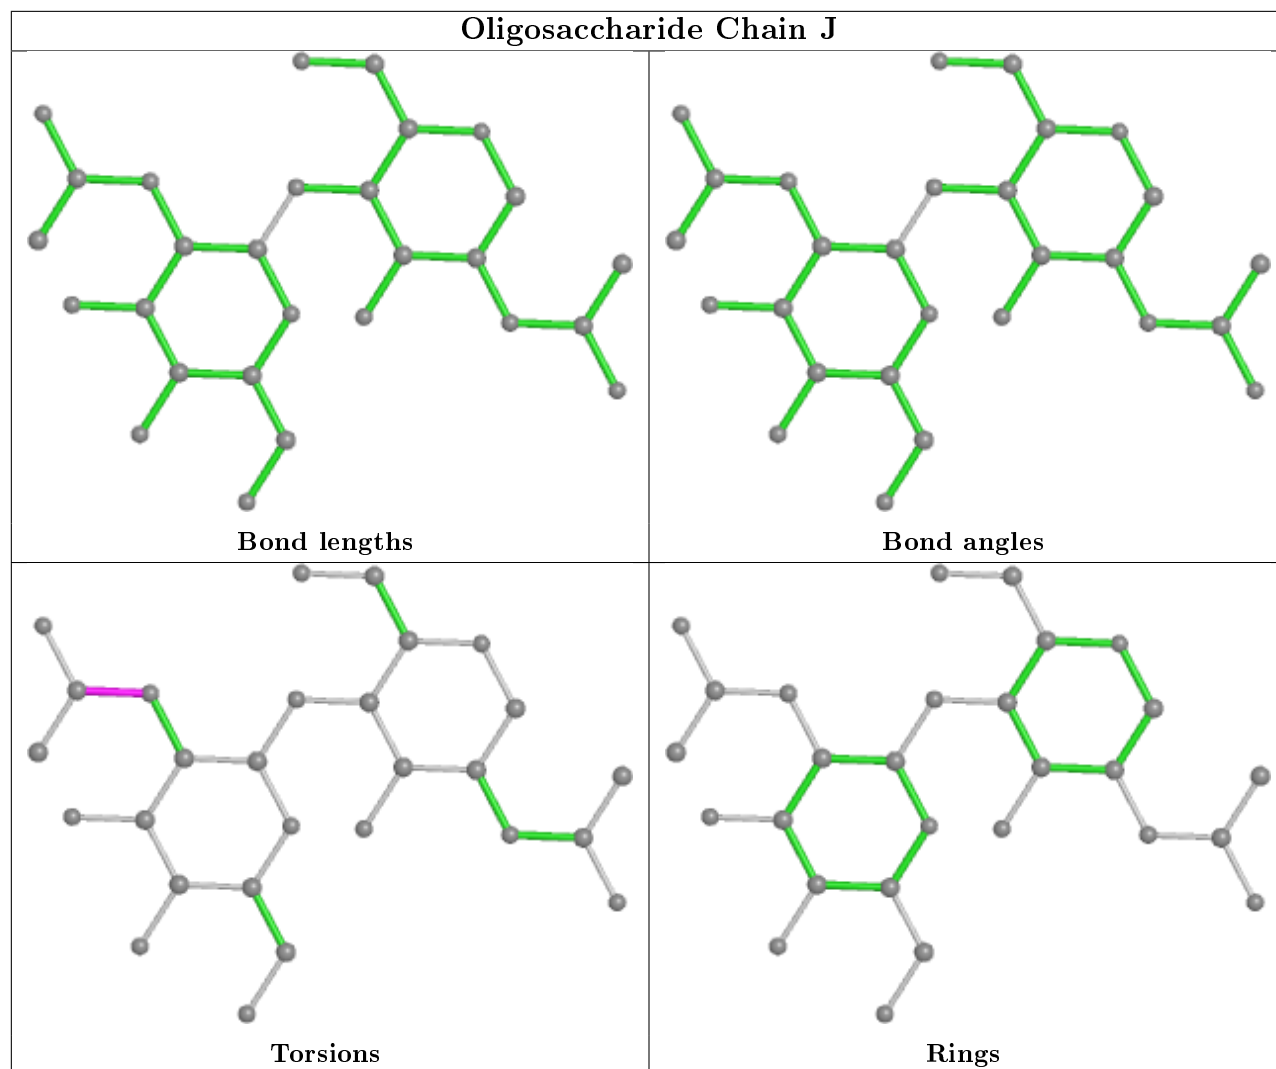 Oligosaccharide Chain J
Bond lengths
Bond angles
Torsions
Rings